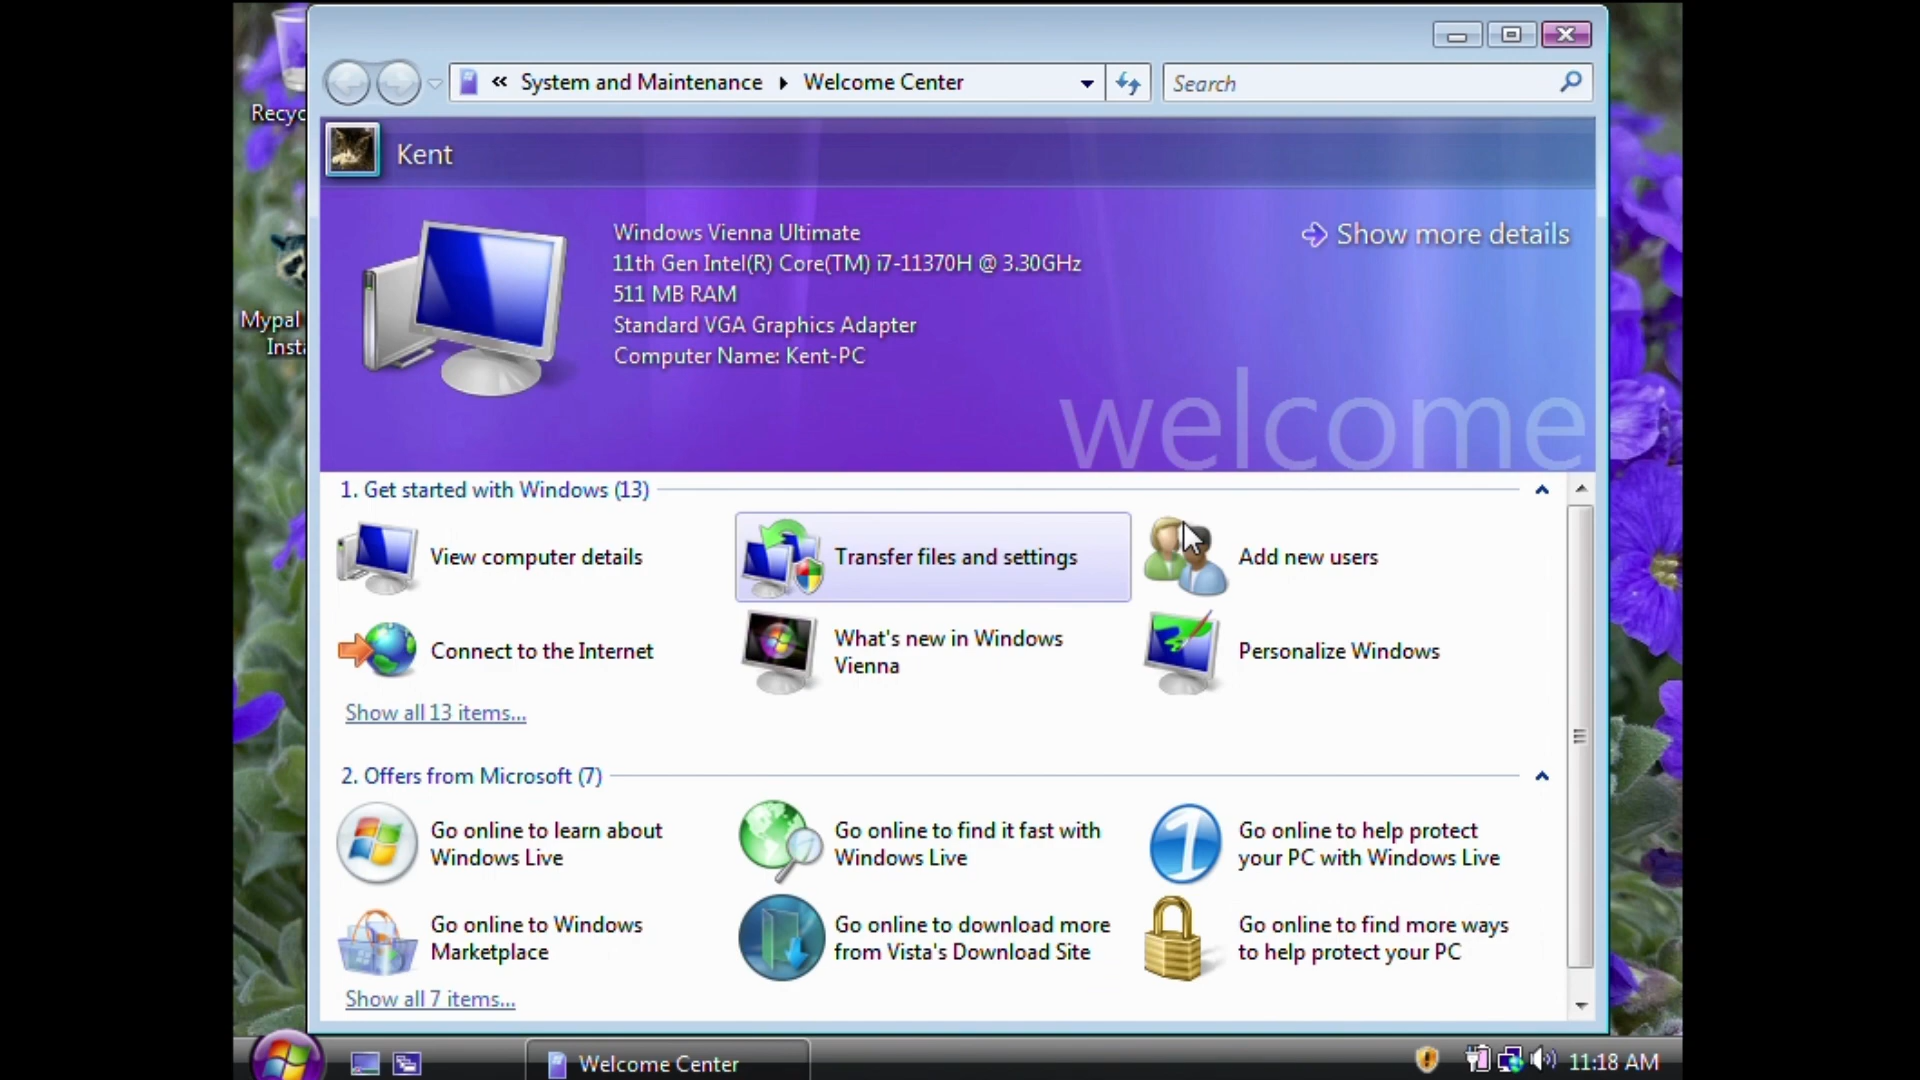 Recyc
Mypal
Insta
« System and Maintenance ▸ Welcome Center
Search
Kent
Windows Vienna Ultimate
11th Gen Intel(R) Core(TM) i7-11370H @ 3.30GHz
511 MB RAM
Standard VGA Graphics Adapter
Computer Name: Kent-PC
Show more details
welcome
1. Get started with Windows (13)
View computer details
Transfer files and settings
Add new users
Connect to the Internet
What's new in Windows
Vienna
Personalize Windows
Show all 13 items...
2. Offers from Microsoft (7)
Go online to learn about
Windows Live
Go online to find it fast with
Windows Live
Go online to help protect
your PC with Windows Live
Go online to Windows
Marketplace
Go online to download more
from Vista's Download Site
Go online to find more ways
to help protect your PC
Show all 7 items...
Welcome Center
11:18 AM